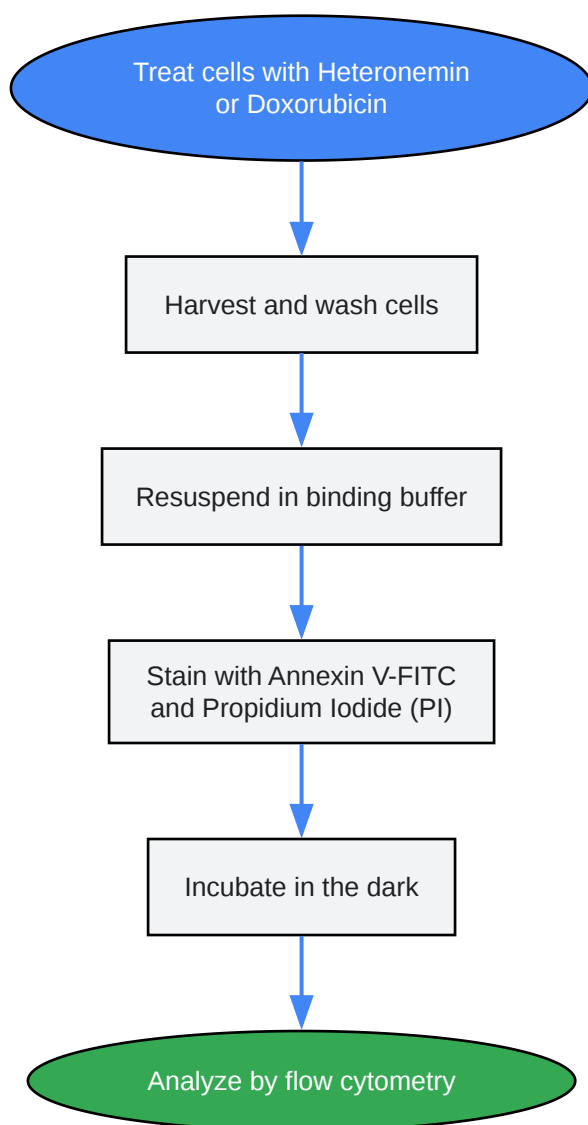 Treat cells with Heteronemin
or Doxorubicin
Harvest and wash cells
Resuspend in binding buffer
Stain with Annexin V-FITC
and Propidium Iodide (PI)
Incubate in the dark
Analyze by flow cytometry